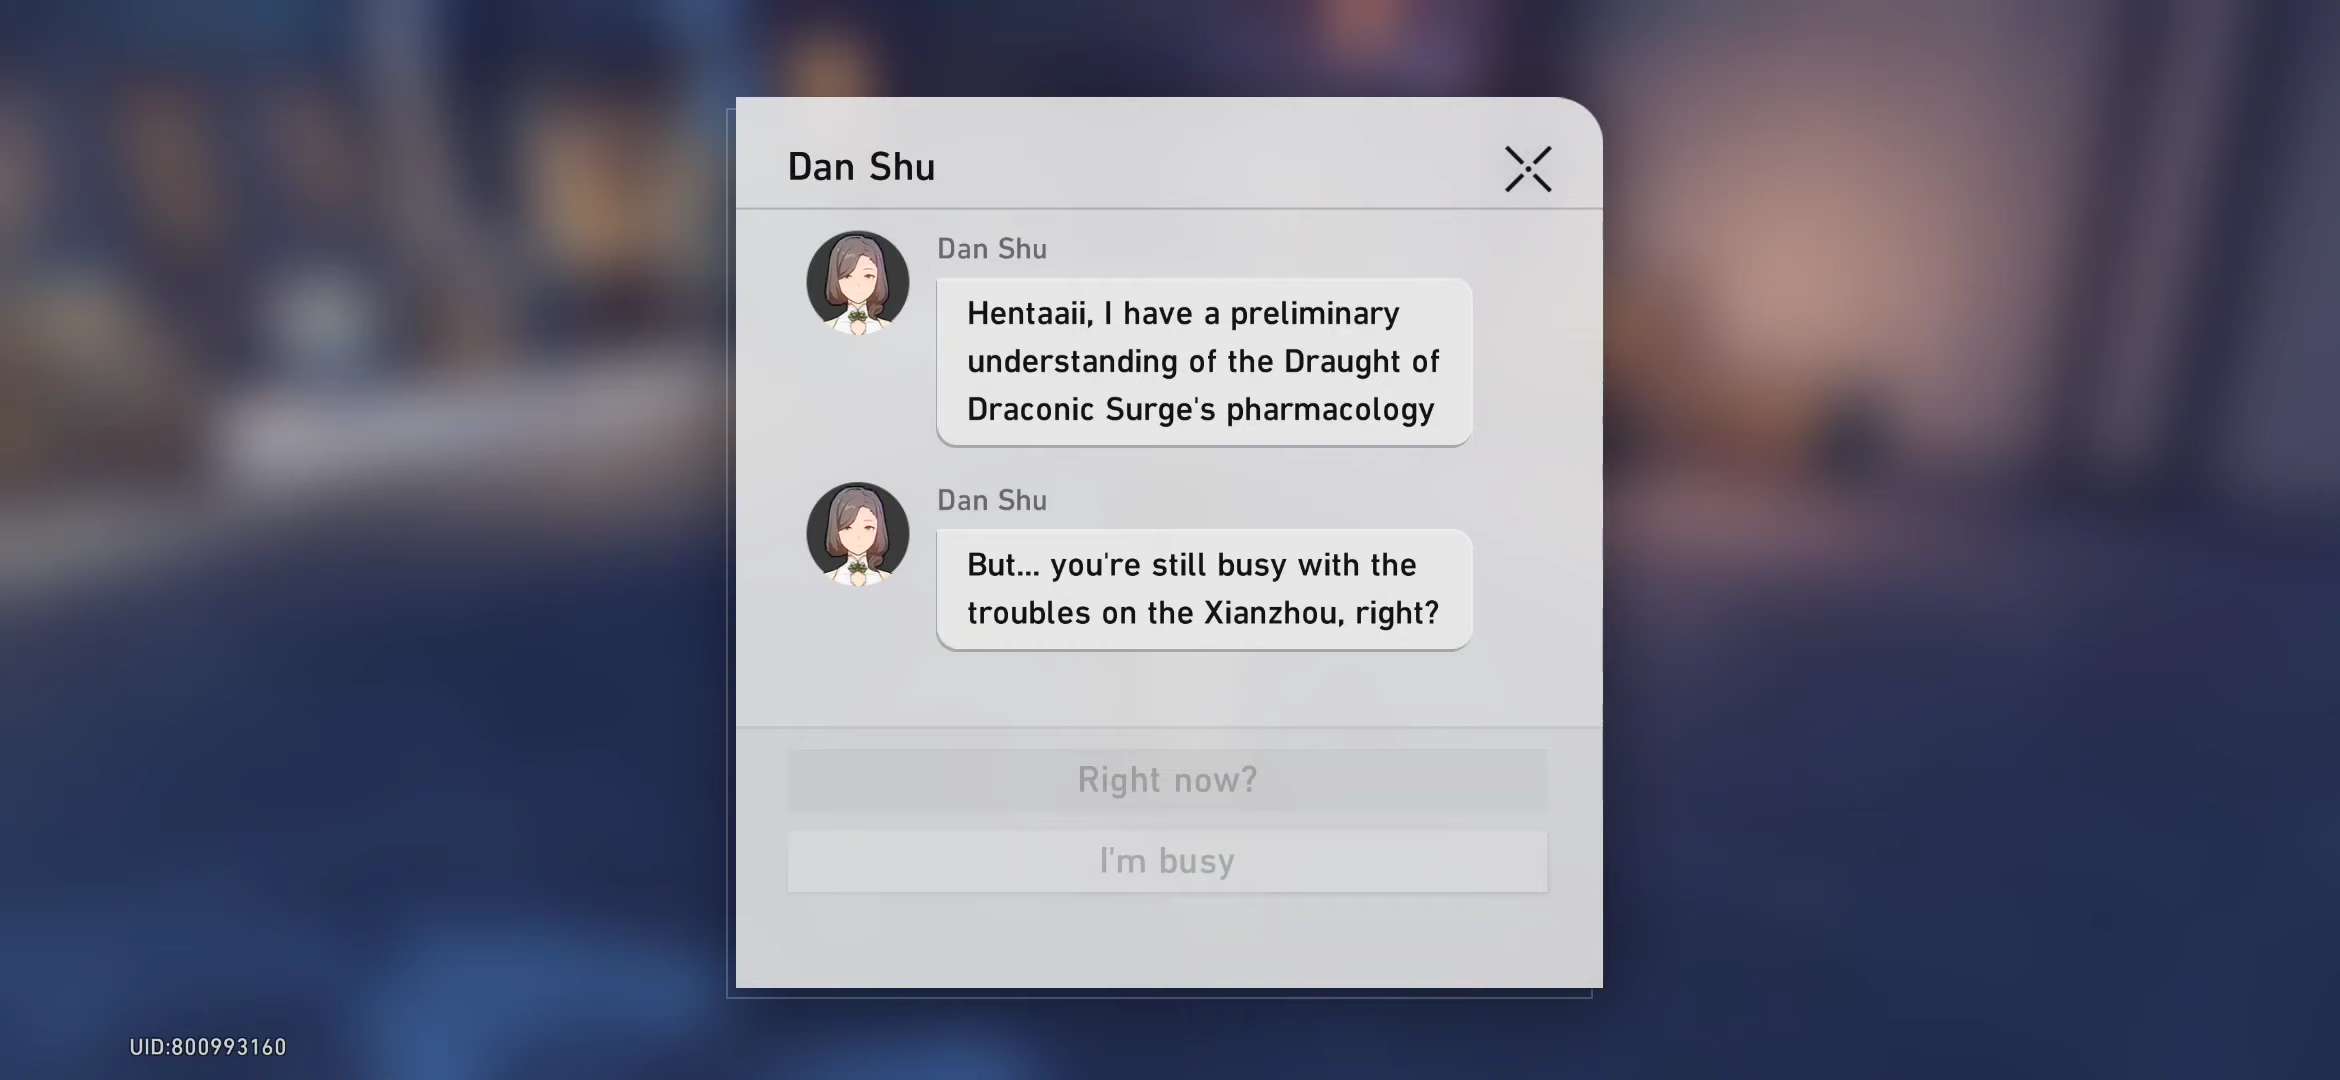 Dan Shu
Dan Shu
Hentaaii, I have a preliminary
understanding of the Draught of
Draconic Surge's pharmacology
Dan Shu
But... you're still busy with the
troubles on the Xianzhou, right?
Right now?
I'm busy
UID:800993160